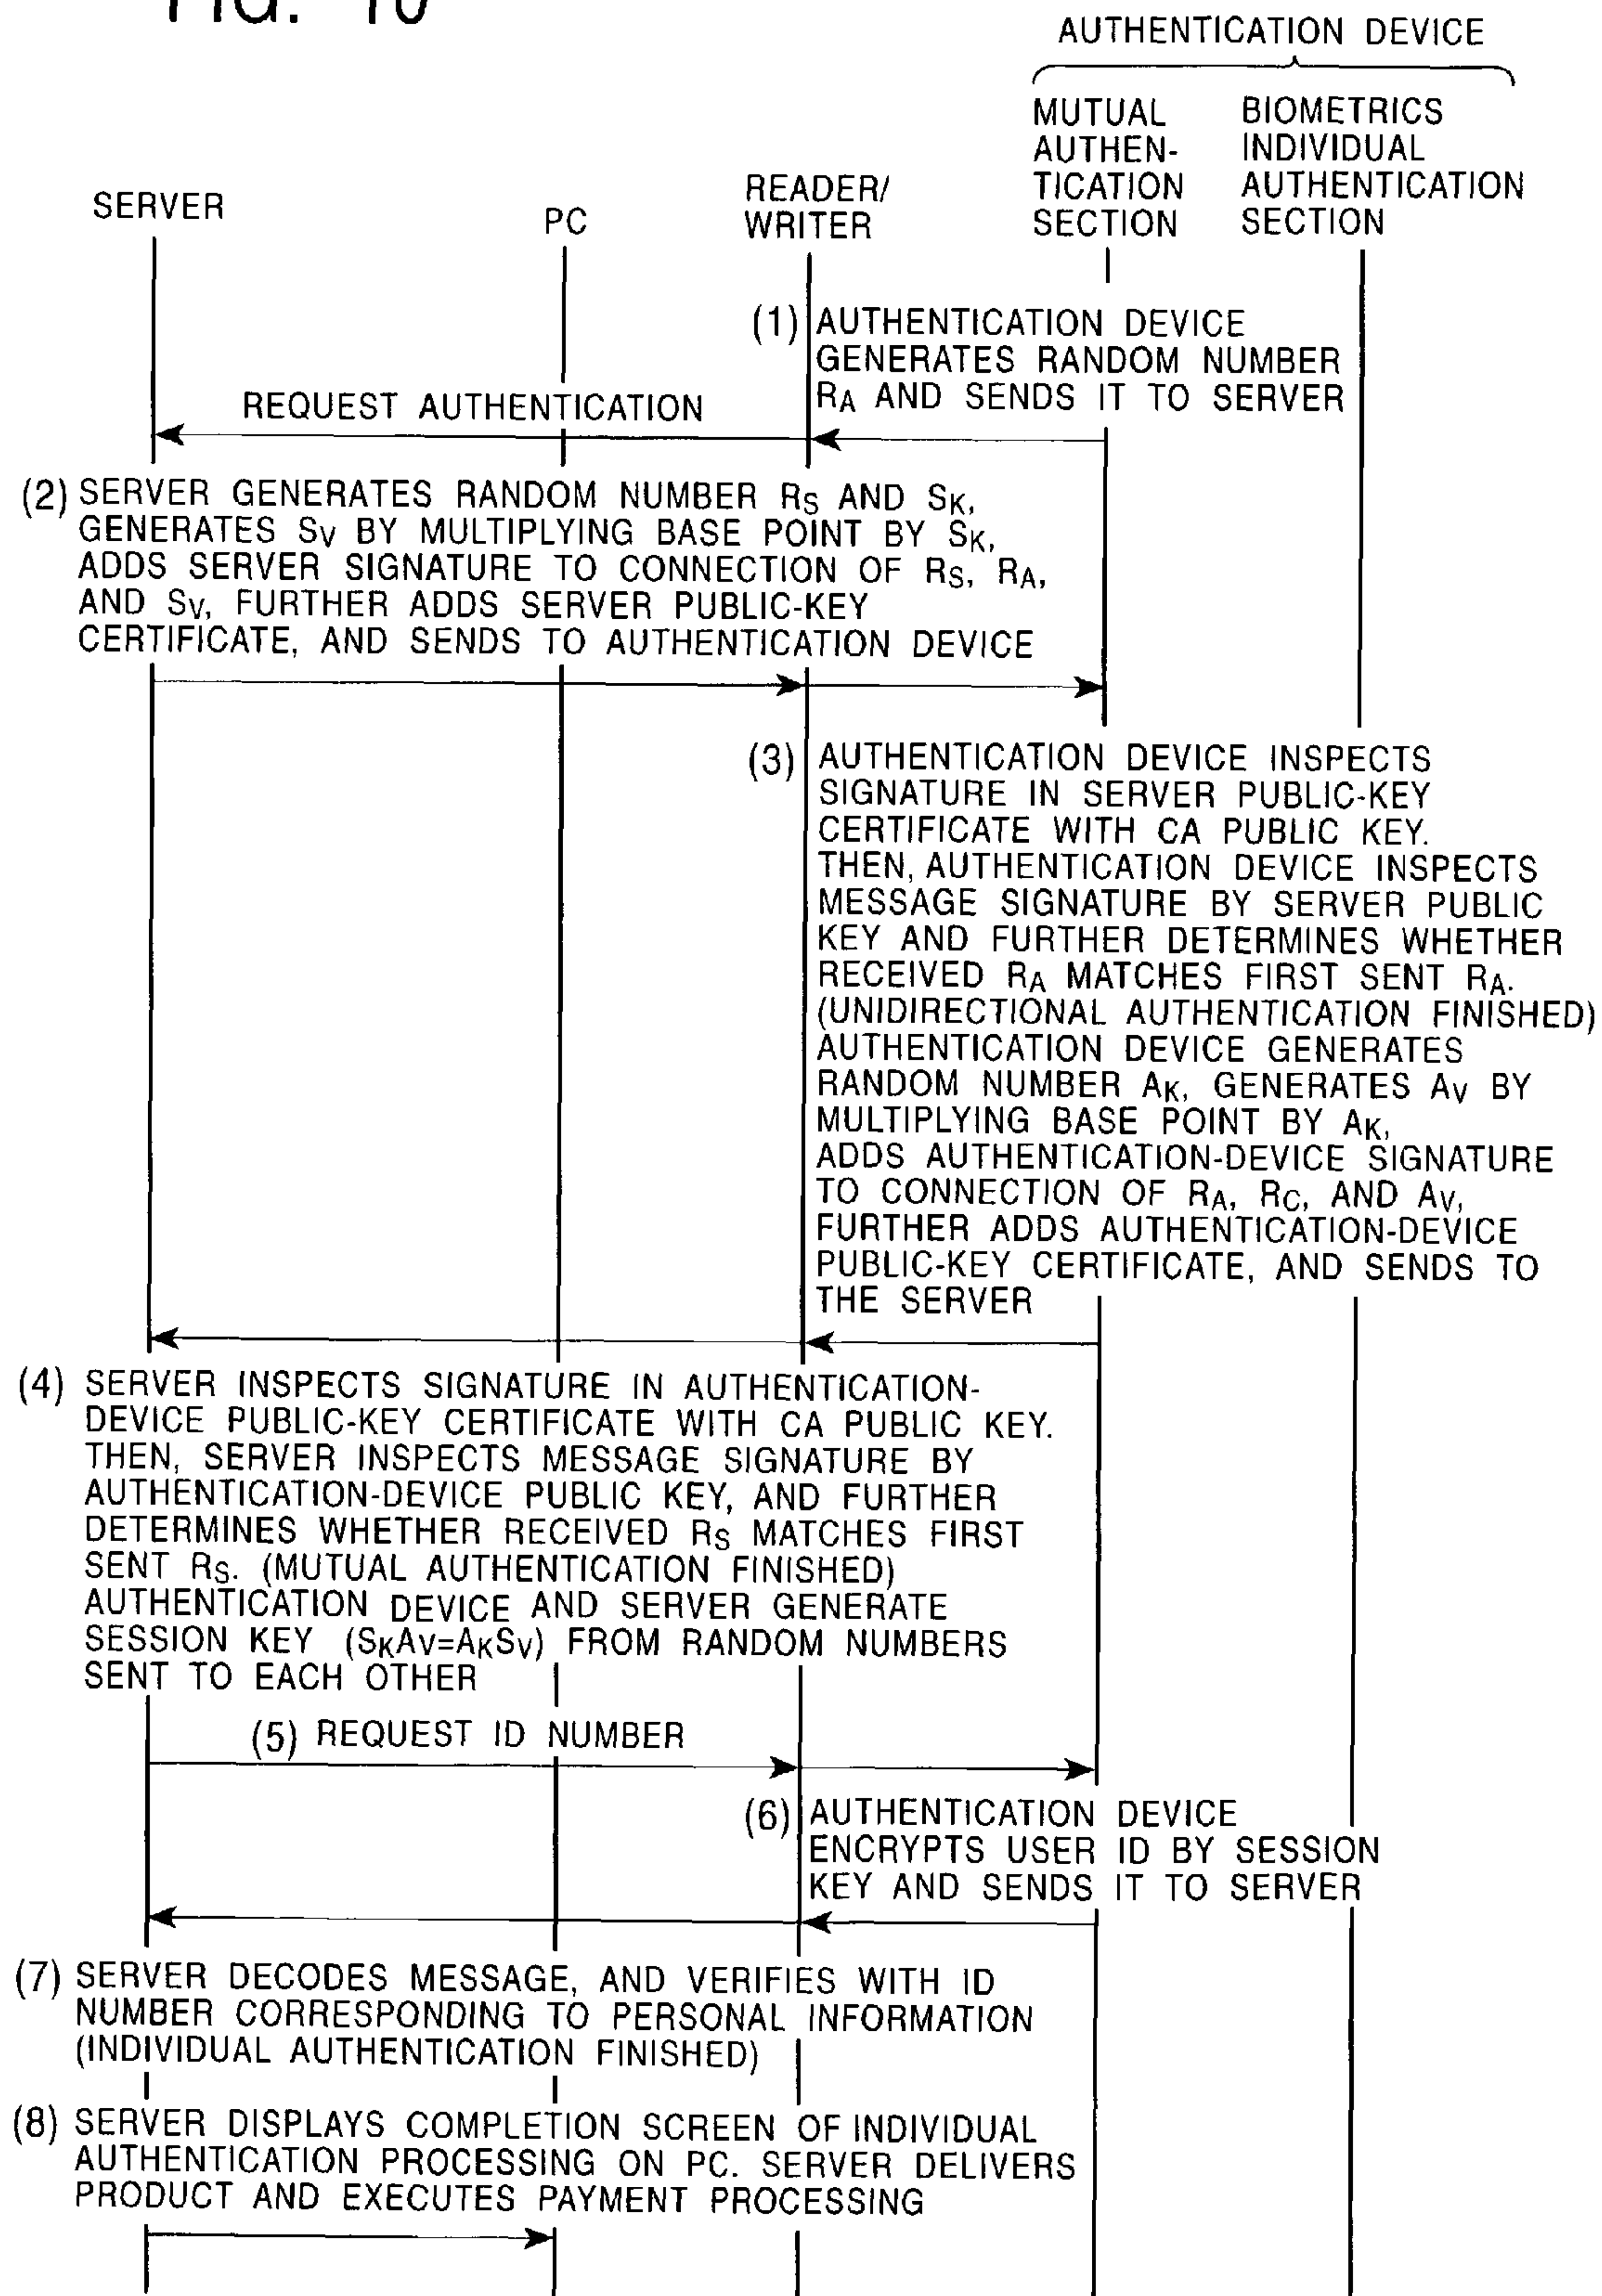 FIG. 10
AUTHENTICATION DEVICE
MUTUAL
AUTHEN-
TICATION
SECTION
BIOMETRICS
INDIVIDUAL
AUTHENTICATION
SECTION
SERVER
PC
READER/
WRITER
(1) AUTHENTICATION DEVICE
GENERATES RANDOM NUMBER
RA AND SENDS IT TO SERVER
REQUEST AUTHENTICATION
(2) SERVER GENERATES RANDOM NUMBER RS AND SK,
GENERATES SV BY MULTIPLYING BASE POINT BY SK,
ADDS SERVER SIGNATURE TO CONNECTION OF RS, RA,
AND SV, FURTHER ADDS SERVER PUBLIC-KEY
CERTIFICATE, AND SENDS TO AUTHENTICATION DEVICE
(3) AUTHENTICATION DEVICE INSPECTS
SIGNATURE IN SERVER PUBLIC-KEY
CERTIFICATE WITH CA PUBLIC KEY.
THEN, AUTHENTICATION DEVICE INSPECTS
MESSAGE SIGNATURE BY SERVER PUBLIC
KEY AND FURTHER DETERMINES WHETHER
RECEIVED RA MATCHES FIRST SENT RA.
(UNIDIRECTIONAL AUTHENTICATION FINISHED)
AUTHENTICATION DEVICE GENERATES
RANDOM NUMBER AK, GENERATES AV BY
MULTIPLYING BASE POINT BY AK,
ADDS AUTHENTICATION-DEVICE SIGNATURE
TO CONNECTION OF RA, RC, AND AV,
FURTHER ADDS AUTHENTICATION-DEVICE
PUBLIC-KEY CERTIFICATE, AND SENDS TO
THE SERVER
(4) SERVER INSPECTS SIGNATURE IN AUTHENTICATION-
DEVICE PUBLIC-KEY CERTIFICATE WITH CA PUBLIC KEY.
THEN, SERVER INSPECTS MESSAGE SIGNATURE BY
AUTHENTICATION-DEVICE PUBLIC KEY, AND FURTHER
DETERMINES WHETHER RECEIVED RS MATCHES FIRST
SENT RS. (MUTUAL AUTHENTICATION FINISHED)
AUTHENTICATION DEVICE AND SERVER GENERATE
SESSION KEY (SKAV=AKSV) FROM RANDOM NUMBERS
SENT TO EACH OTHER
(5) REQUEST ID NUMBER
(6) AUTHENTICATION DEVICE
ENCRYPTS USER ID BY SESSION
KEY AND SENDS IT TO SERVER
(7) SERVER DECODES MESSAGE, AND VERIFIES WITH ID
NUMBER CORRESPONDING TO PERSONAL INFORMATION
(INDIVIDUAL AUTHENTICATION FINISHED)
(8) SERVER DISPLAYS COMPLETION SCREEN OF INDIVIDUAL
AUTHENTICATION PROCESSING ON PC. SERVER DELIVERS
PRODUCT AND EXECUTES PAYMENT PROCESSING